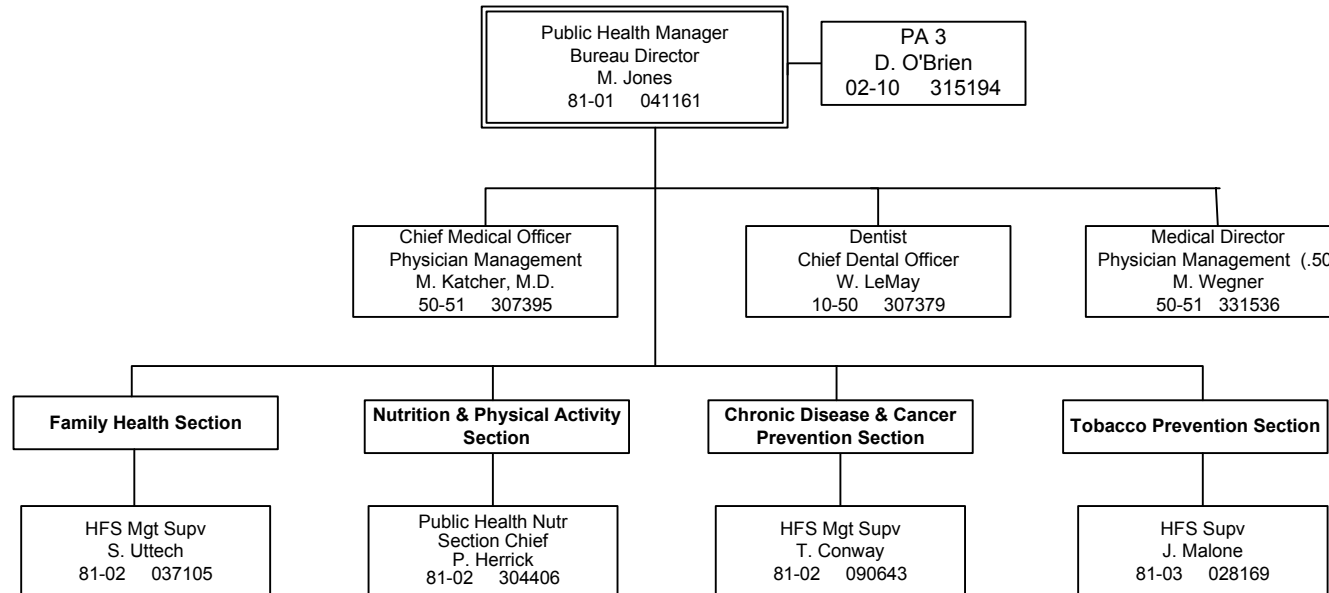 Public Health Manager
Bureau Director
M. Jones
81-01 041161
PA 3
D. O'Brien
02-10 315194
Chief Medical Officer
Physician Management
M. Katcher, M.D.
50-51 307395
Dentist
Chief Dental Officer
W. LeMay
10-50 307379
Medical Director
Physician Management (.50
M. Wegner
50-51 331536
Family Health Section
Nutrition & Physical Activity
Section
Chronic Disease & Cancer
Prevention Section
Tobacco Prevention Section
HFS Mgt Supv
S. Uttech
81-02 037105
Public Health Nutr
Section Chief
P. Herrick
81-02 304406
HFS Mgt Supv
T. Conway
81-02 090643
HFS Supv
J. Malone
81-03 028169